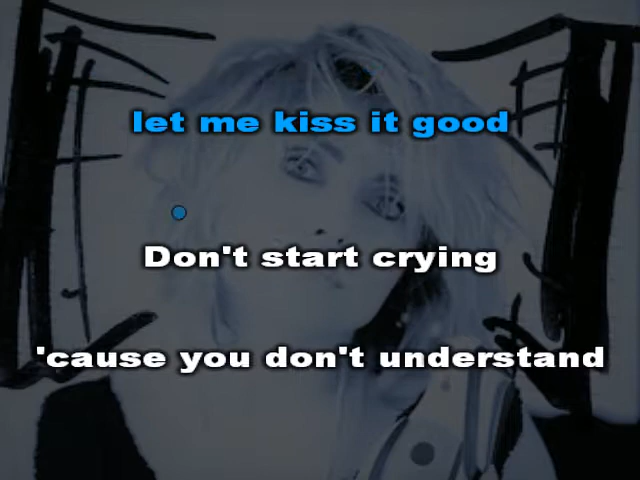 let me kiss it good
Don't start crying
'cause you don't understand